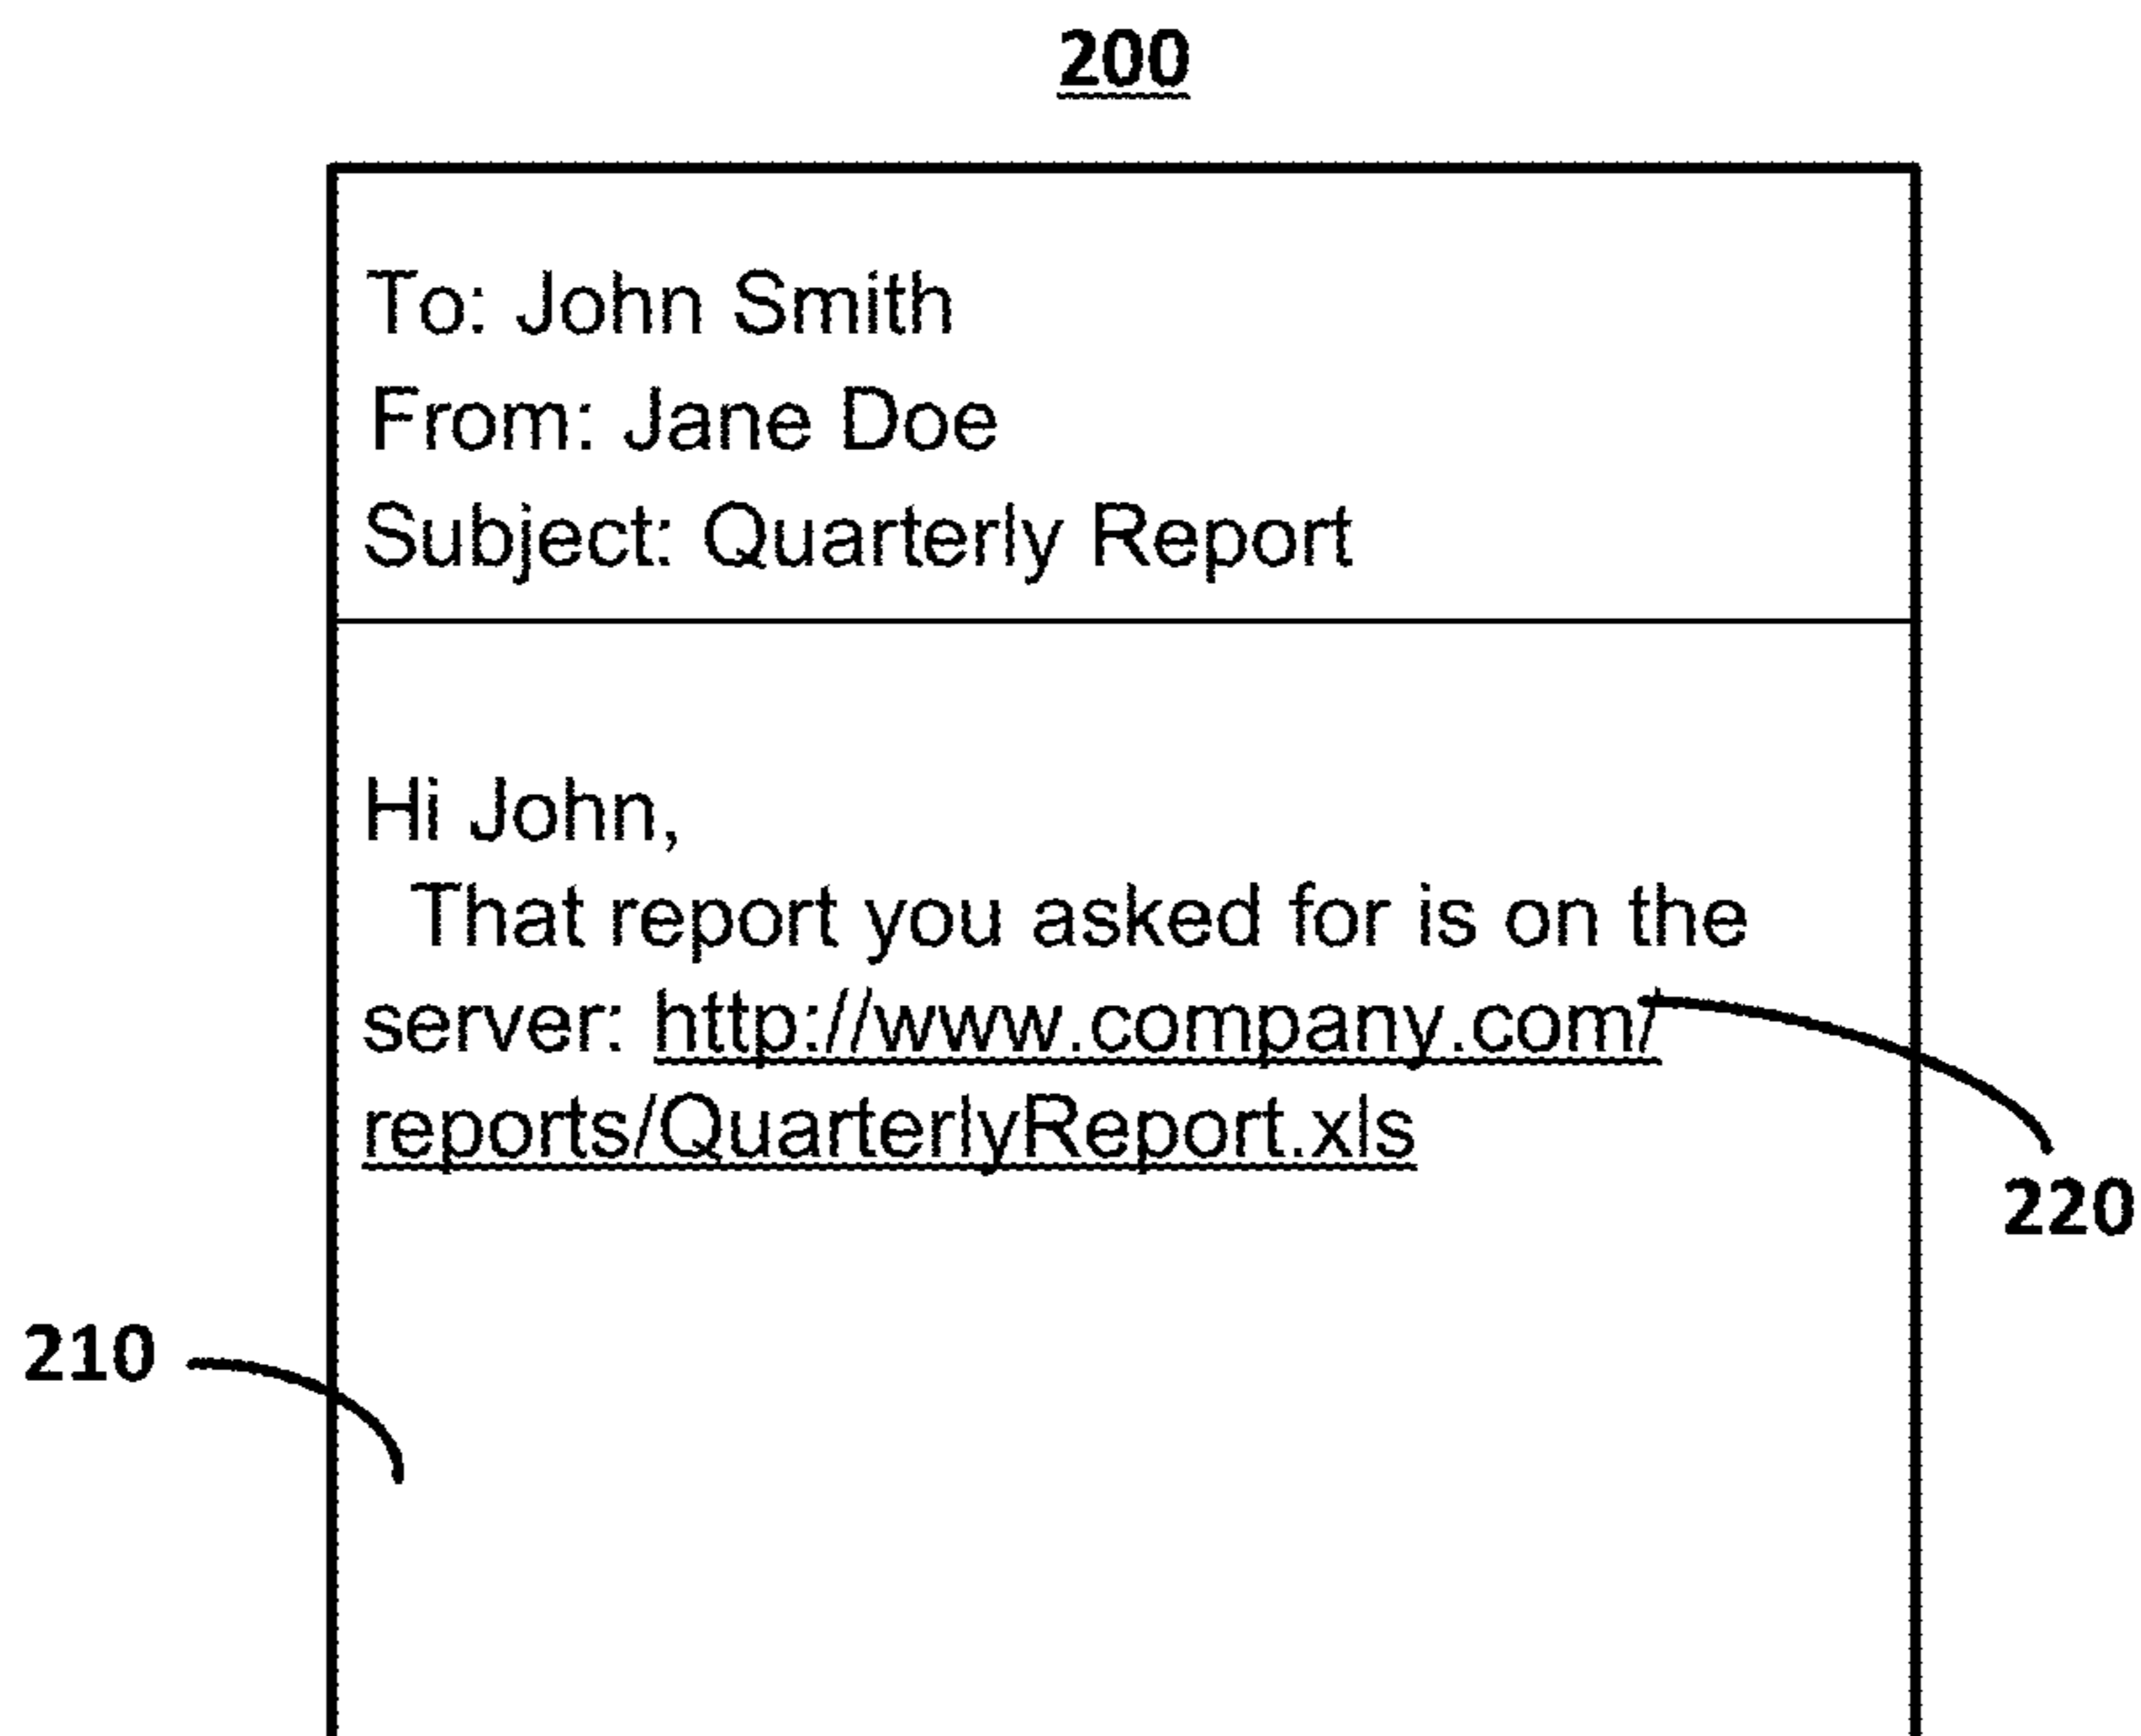 200
To: John Smith
From: Jane Doe
Subject: Quarterly Report
Hi John,
That report you asked for is on the
server: http://www.company.com/
reports/QuarterlyReport.xls
220
210